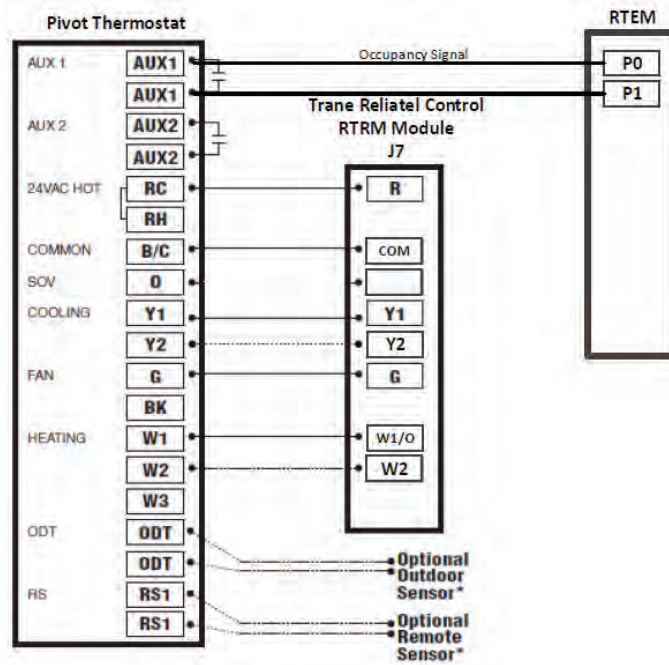 Pivot Thermostat
RTEM
AUX 1
AUX1
Occupancy Signal
P0
AUX1
P1
Trane Reliatel Control
RTRM Module
J7
AUX 2
AUX2
AUX2
24VAC HOT
RC
R
RH
COMMON
B/C
COM
SOV
O
COOLING
Y1
Y1
Y2
Y2
FAN
G
G
BK
HEATING
W1
W1/O
W2
W2
W3
ODT
ODT
ODT
Optional
Outdoor
Sensor*
RS
RS1
RS1
Optional
Remote
Sensor*